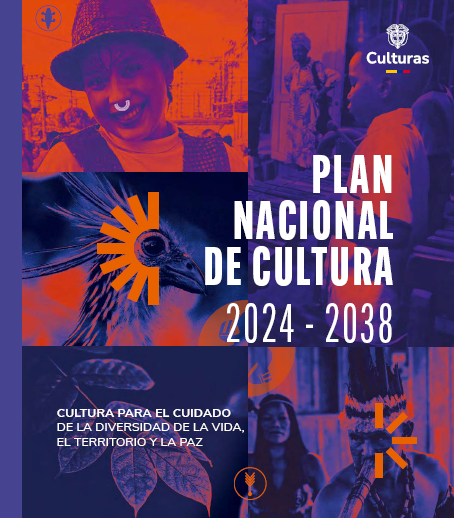 Culturas
PLAN
NACIONAL
DE CULTURA
2024 - 2038
CULTURA PARA EL CUIDADO
DE LA DIVERSIDAD DE LA VIDA,
EL TERRITORIO Y LA PAZ